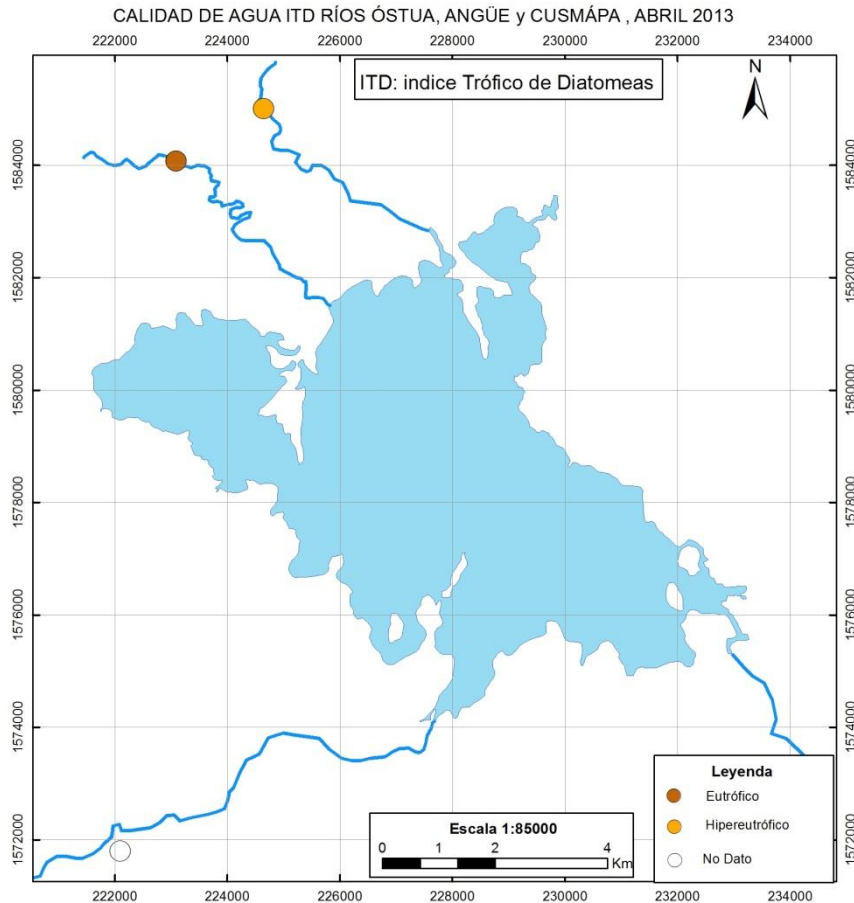 CALIDAD DE AGUA ITD RÍOS ÓSTUA, ANGÜE y CUSMÁPA , ABRIL 2013
222000 224000 226000 228000 230000 232000 234000
ITD: indice Trófico de Diatomeas
N
1584000 1584000
1582000 1582000
1580000 1580000
1578000 1578000
1576000 1576000
1574000 1574000
1572000 1572000
Leyenda
Eutrófico
Hipereutrófico
No Dato
Escala 1:85000
0 1 2 4
Km
222000 224000 226000 228000 230000 232000 234000